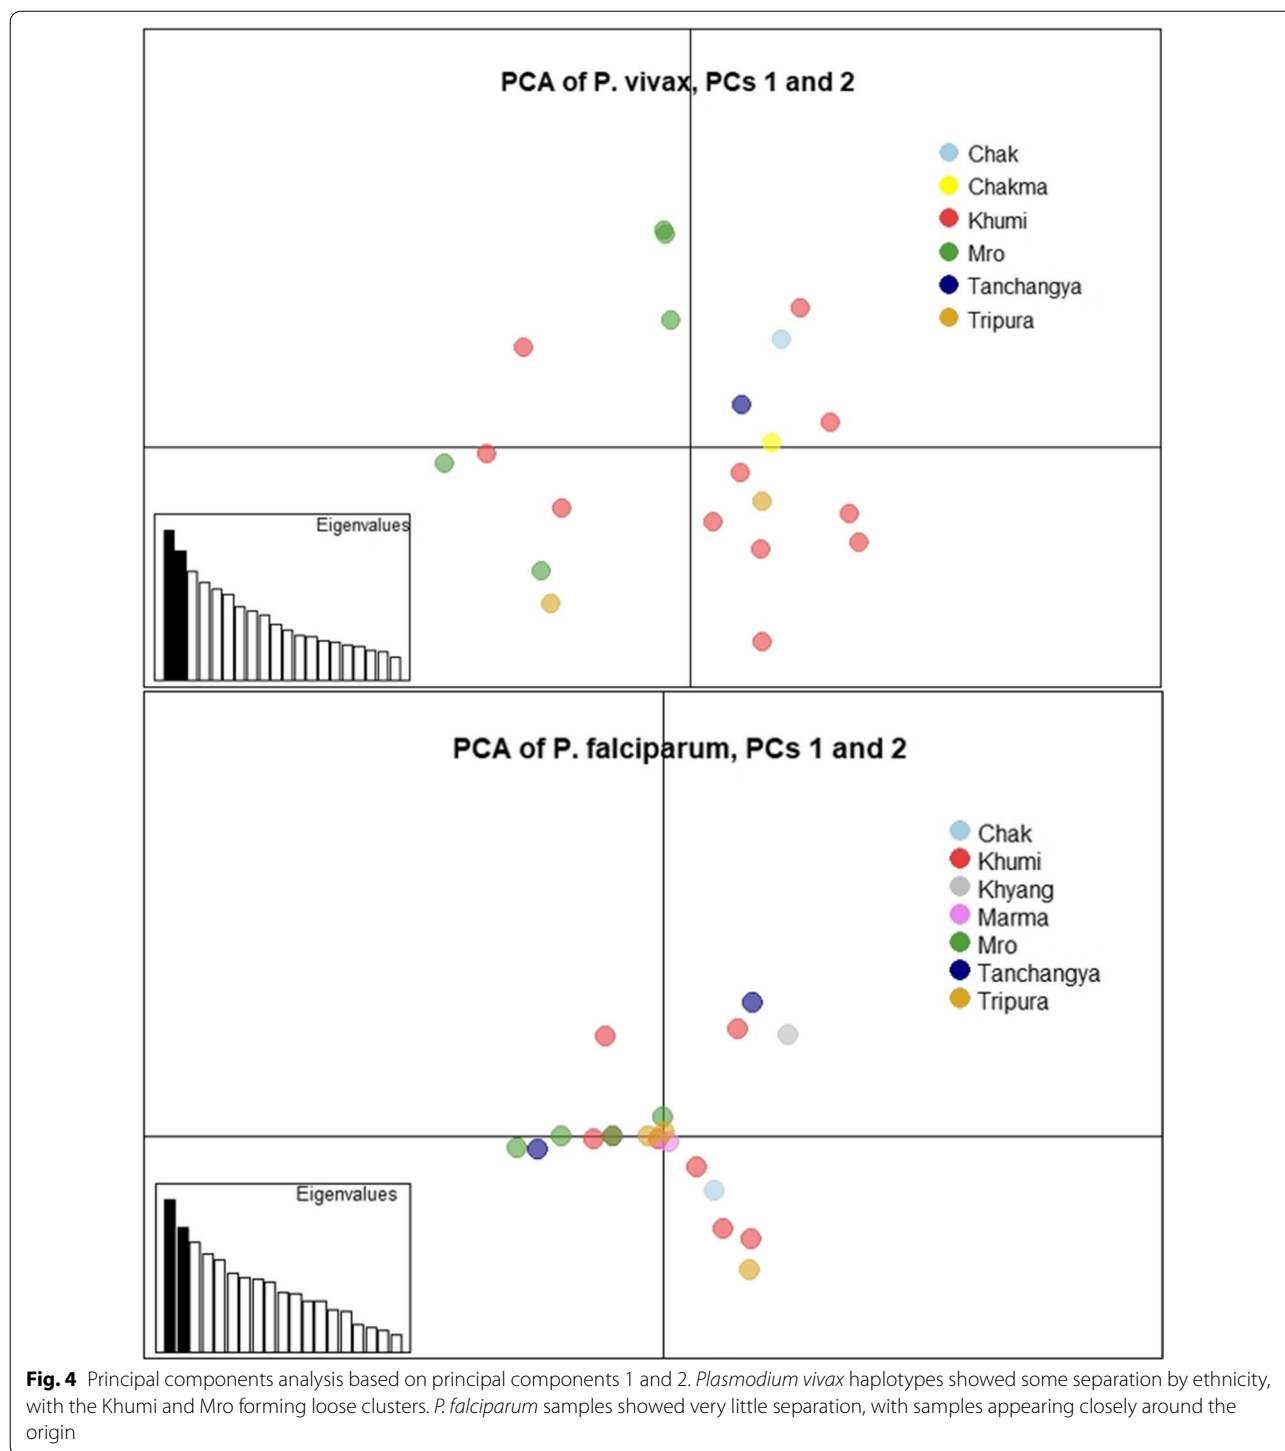 PCA of P. vivax, PCs 1 and 2
Chak
Chakma
Khumi
Mro
Tanchangya
Tripura
Eigenvalues
PCA of P. falciparum, PCs 1 and 2
Chak
Khumi
Khyang
Marma
Mro
Tanchangya
Tripura
Eigenvalues
Fig. 4 Principal components analysis based on principal components 1 and 2. Plasmodium vivax haplotypes showed some separation by ethnicity,
with the Khumi and Mro forming loose clusters. P. falciparum samples showed very little separation, with samples appearing closely around the
origin